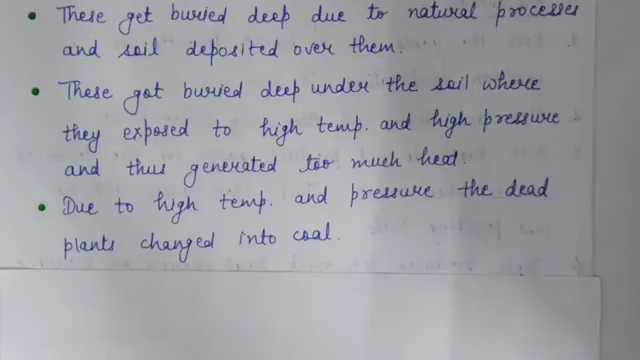 • These get buried deep due to natural processes
and soil deposited over them.
• These got buried deep under the soil where
they exposed to high temp. and high pressure
and thus generated too much heat.
• Due to high temp. and pressure the dead
plants changed into coal.